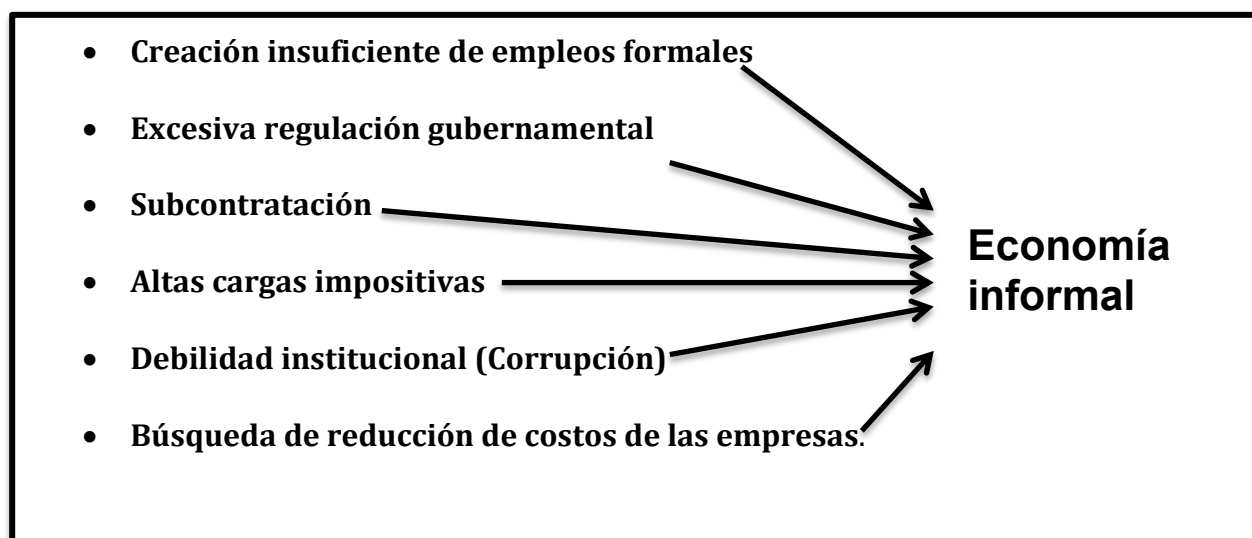 • Creación insuficiente de empleos formales
• Excesiva regulación gubernamental
• Subcontratación
• Altas cargas impositivas
• Debilidad institucional (Corrupción)
• Búsqueda de reducción de costos de las empresas.
Economía
informal